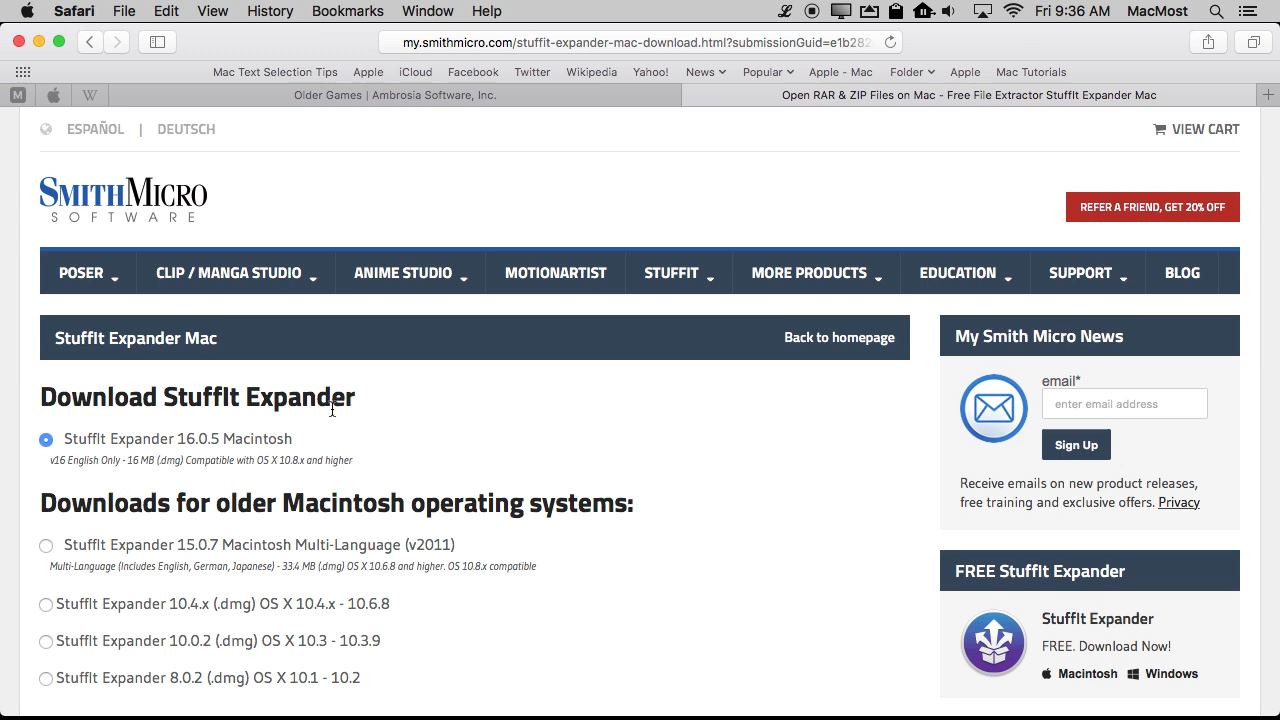 Safari File Edit View History Bookmarks Window Help Fri 9:36 AM MacMost
my.smithmicro.com/stuffit-expander-mac-download.html?submissionGuid=e1b282
Mac Text Selection Tips Apple iCloud Facebook Twitter Wikipedia Yahoo! News Popular Apple - Mac Folder Apple Mac Tutorials
M W Older Games | Ambrosia Software, Inc. Open RAR & ZIP Files on Mac - Free File Extractor StuffIt Expander Mac
ESPAÑOL | DEUTSCH VIEW CART
SMITHMICRO
SOFTWARE
REFER A FRIEND, GET 20% OFF
POSER CLIP / MANGA STUDIO ANIME STUDIO MOTIONARTIST STUFFIT MORE PRODUCTS EDUCATION SUPPORT BLOG
StuffIt Expander Mac Back to homepage
Download StuffIt Expander
StuffIt Expander 16.0.5 Macintosh
v16 English Only - 16 MB (.dmg) Compatible with OS X 10.8.x and higher
Downloads for older Macintosh operating systems:
StuffIt Expander 15.0.7 Macintosh Multi-Language (v2011)
Multi-Language (Includes English, German, Japanese) - 33.4 MB (.dmg) OS X 10.6.8 and higher. OS 10.8.x compatible
StuffIt Expander 10.4.x (.dmg) OS X 10.4.x - 10.6.8
StuffIt Expander 10.0.2 (.dmg) OS X 10.3 - 10.3.9
StuffIt Expander 8.0.2 (.dmg) OS X 10.1 - 10.2
My Smith Micro News
email*
enter email address
Sign Up
Receive emails on new product releases,
free training and exclusive offers. Privacy
FREE StuffIt Expander
StuffIt Expander
FREE. Download Now!
Macintosh Windows